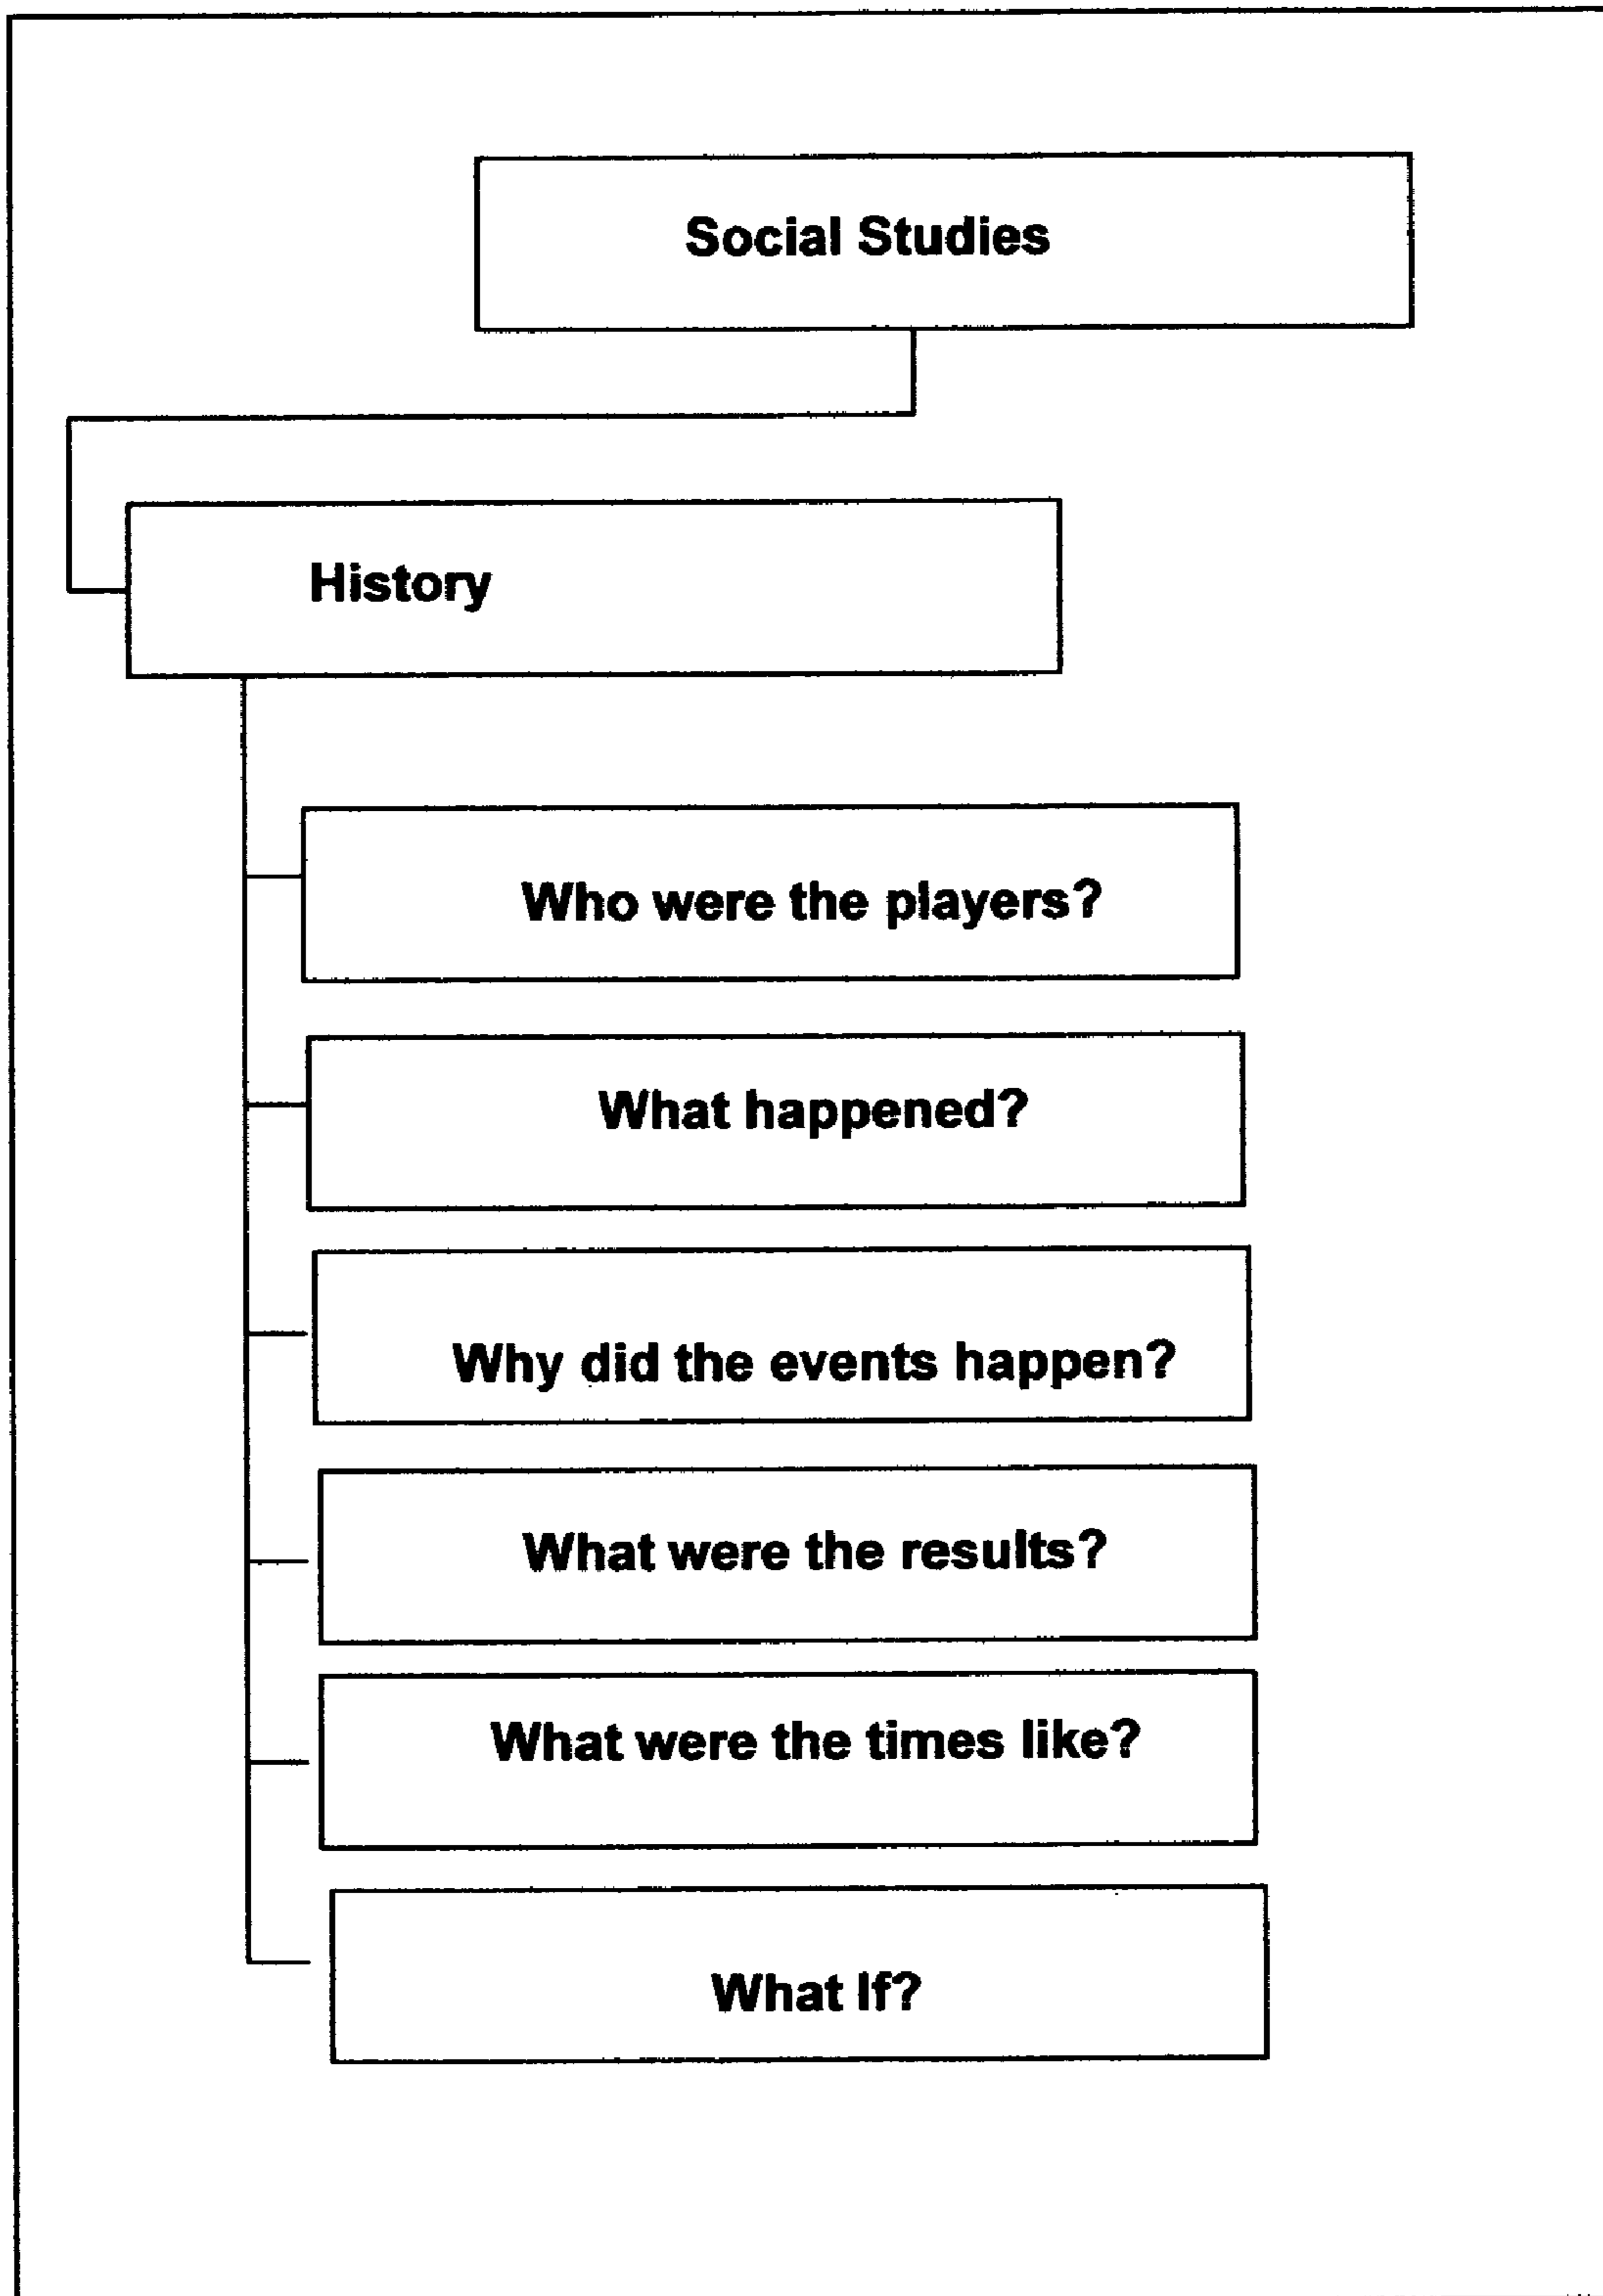 Social Studies
History
Who were the players?
What happened?
Why did the events happen?
What were the results?
What were the times like?
What If?